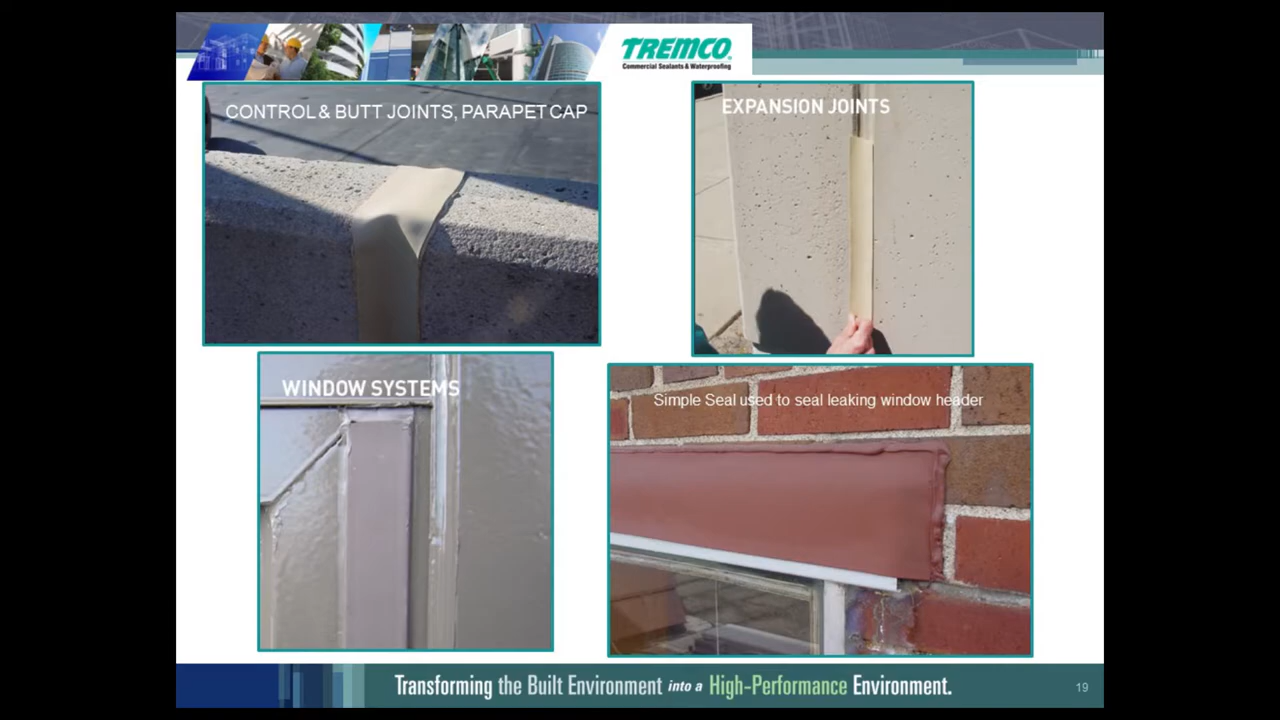 TREMCO
Commercial Sealants & Waterproofing
CONTROL & BUTT JOINTS, PARAPET CAP
EXPANSION JOINTS
WINDOW SYSTEMS
Simple Seal used to seal leaking window header
Transforming the Built Environment into a High-Performance Environment.
19